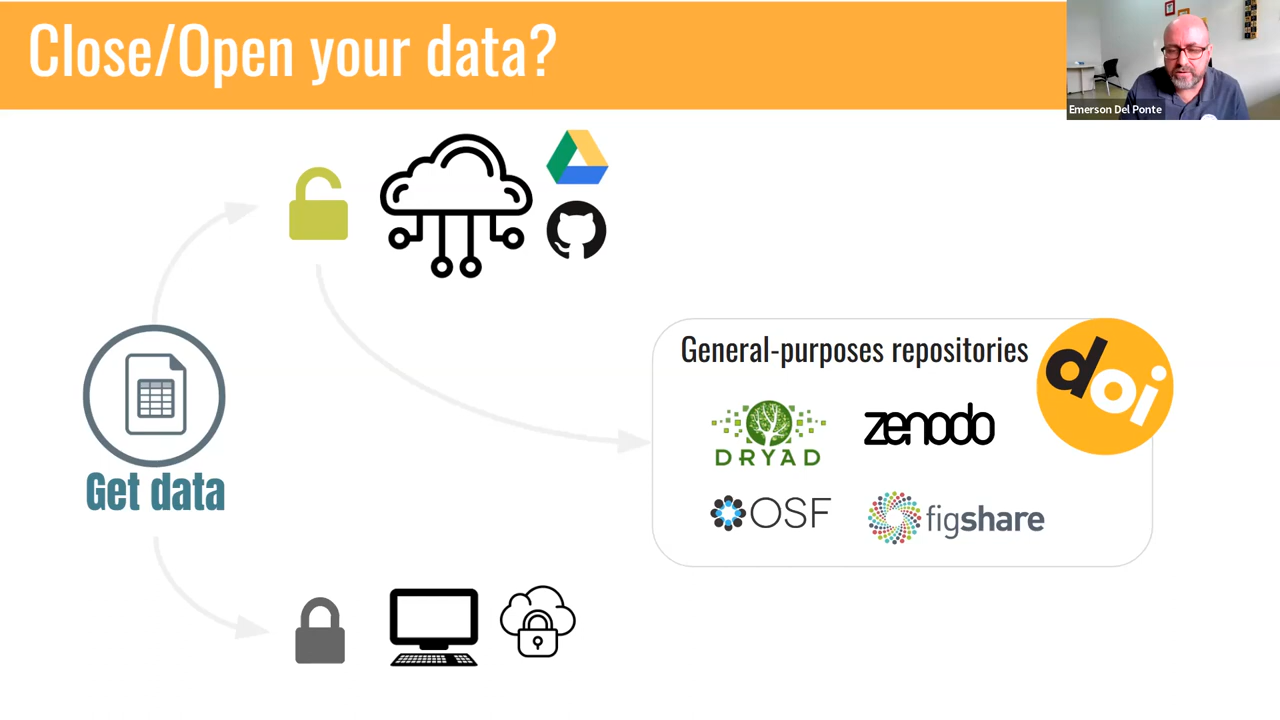 Close/Open your data?
Emerson Del Ponte
General-purposes repositories
doi
DRYAD
zenodo
OSF
figshare
Get data